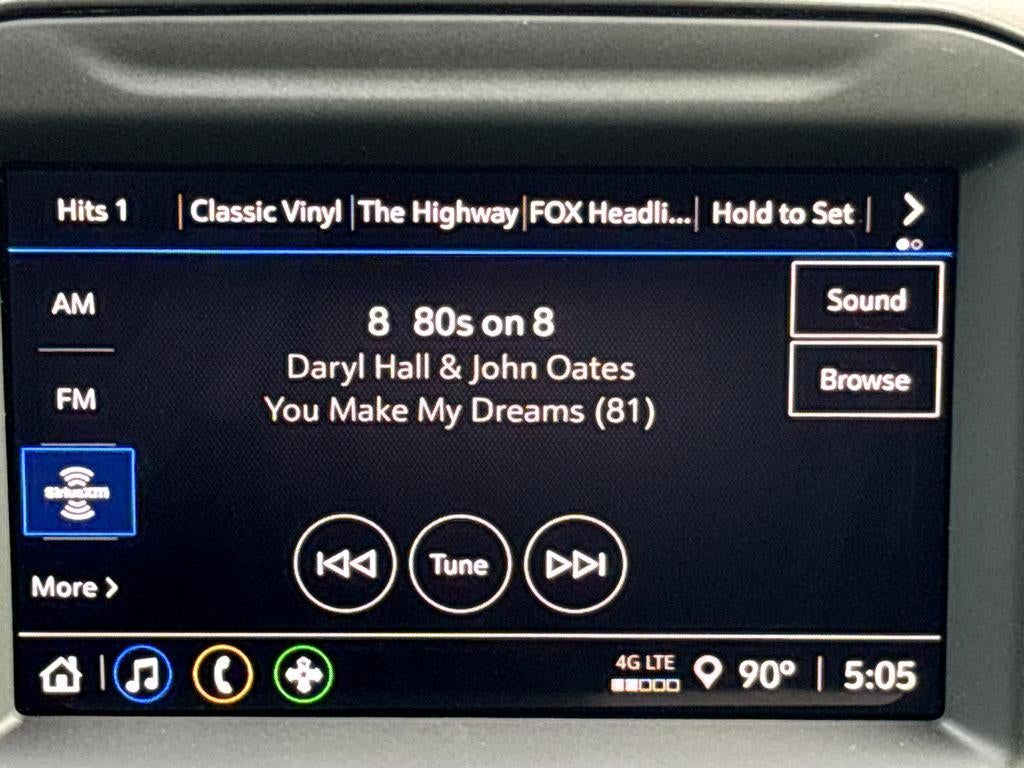 Hits 1 | Classic Vinyl | The Highway | FOX Headli... | Hold to Set |
AM
8 80s on 8
Sound
Daryl Hall & John Oates
Browse
FM
You Make My Dreams (81)
SiriusXM
Tune
More >
4G LTE
90° | 5:05